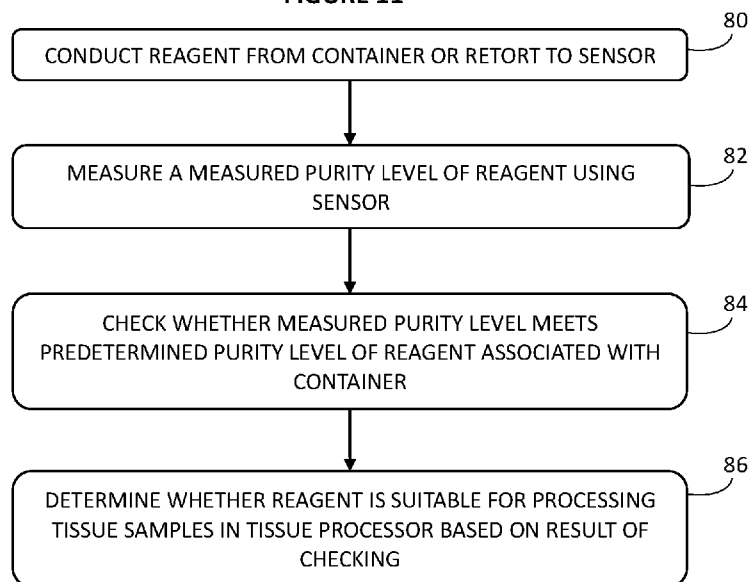 FIGURE 11
80
CONDUCT REAGENT FROM CONTAINER OR RETORT TO SENSOR
82
MEASURE A MEASURED PURITY LEVEL OF REAGENT USING
SENSOR
84
CHECK WHETHER MEASURED PURITY LEVEL MEETS
PREDETERMINED PURITY LEVEL OF REAGENT ASSOCIATED WITH
CONTAINER
86
DETERMINE WHETHER REAGENT IS SUITABLE FOR PROCESSING
TISSUE SAMPLES IN TISSUE PROCESSOR BASED ON RESULT OF
CHECKING